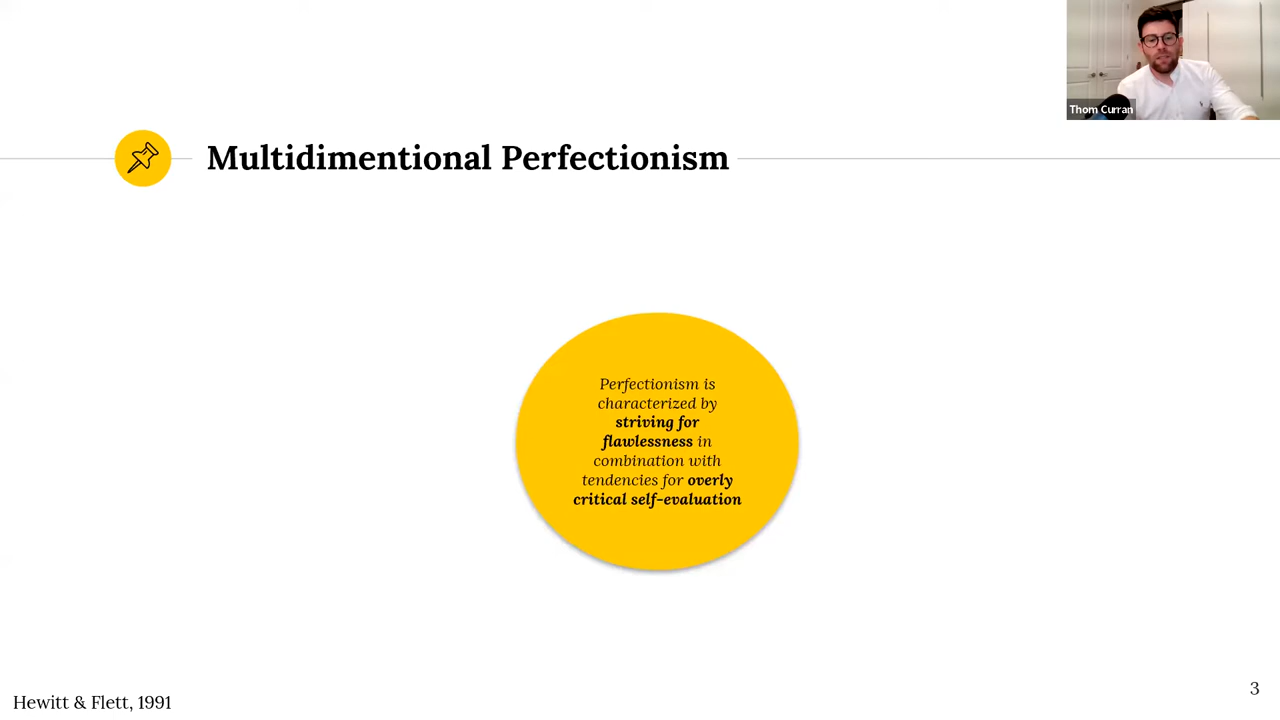 Thom Curran
Multidimentional Perfectionism
Perfectionism is
characterized by
striving for
flawlessness in
combination with
tendencies for overly
critical self-evaluation
Hewitt & Flett, 1991
3